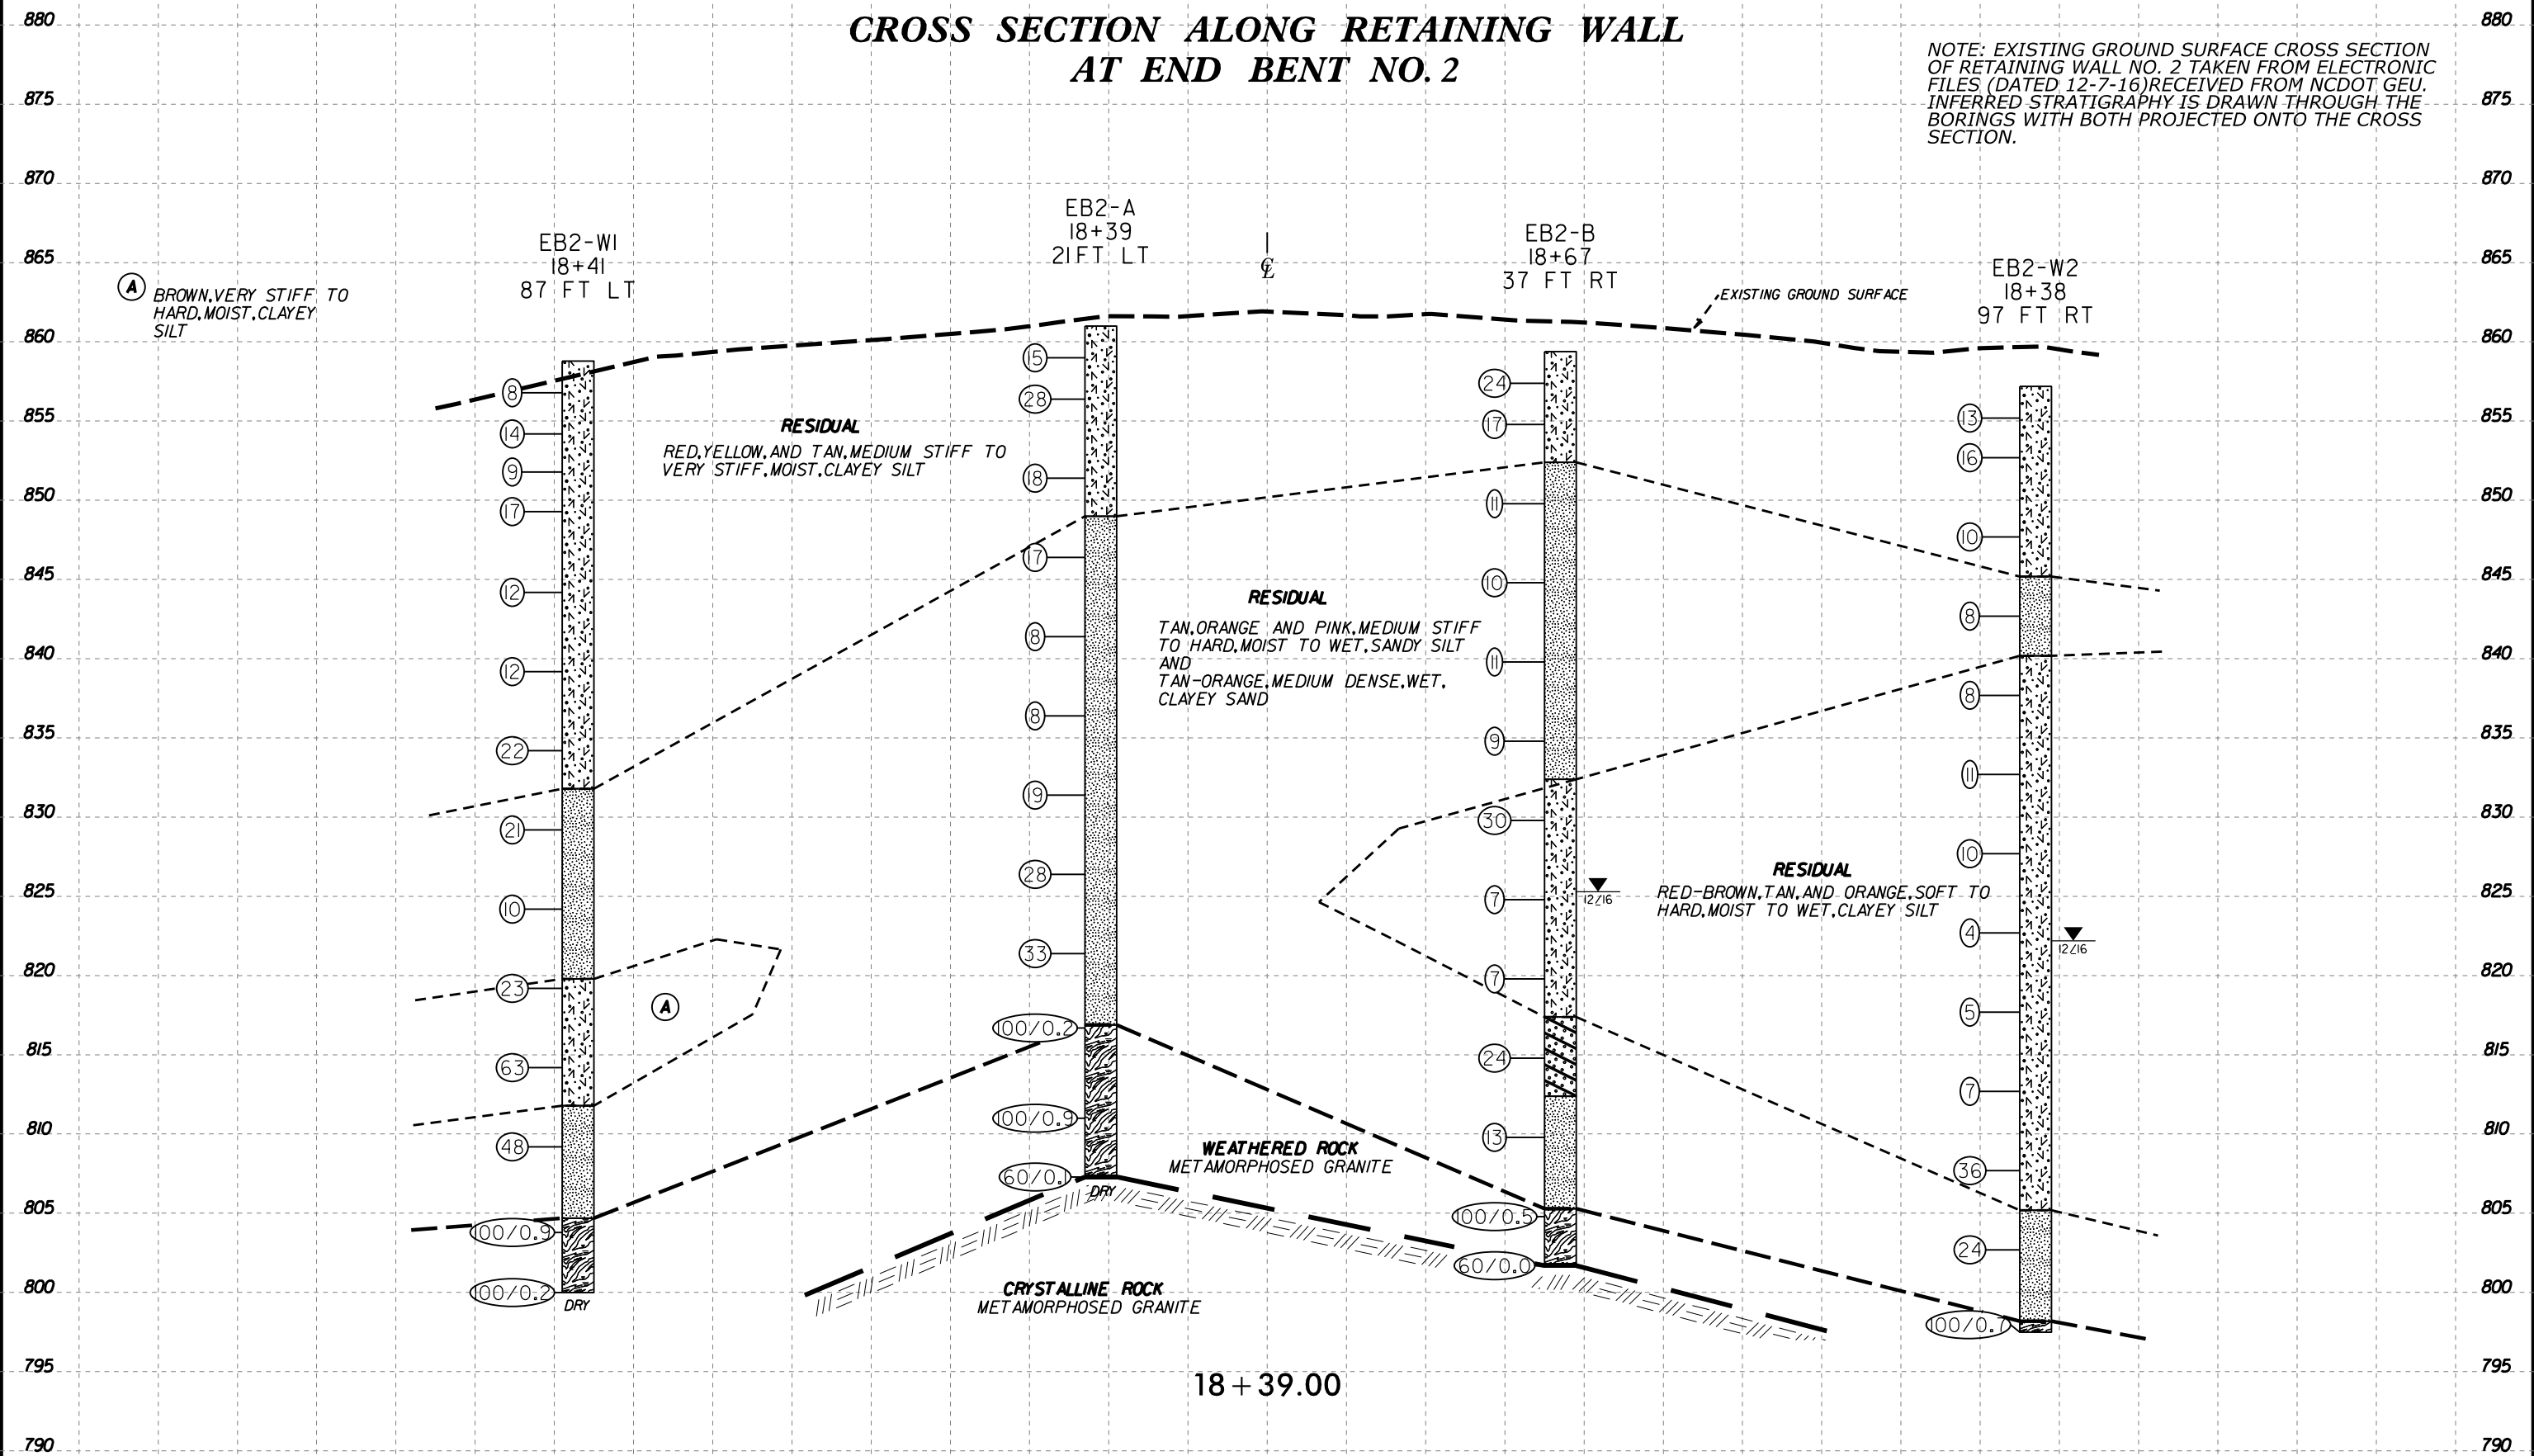 CROSS SECTION ALONG RETAINING WALL
AT END BENT NO. 2
NOTE: EXISTING GROUND SURFACE CROSS SECTION
OF RETAINING WALL NO. 2 TAKEN FROM ELECTRONIC
FILES (DATED 12-7-16)RECEIVED FROM NCDOT GEU.
INFERRED STRATIGRAPHY IS DRAWN THROUGH THE
BORINGS WITH BOTH PROJECTED ONTO THE CROSS
SECTION.
880
875
870
865
860
855
850
845
840
835
830
825
820
815
810
805
800
795
790
A
BROWN,VERY STIFF TO
HARD,MOIST,CLAYEY
SILT
EB2-W1
18+41
87 FT LT
8
14
9
17
12
12
22
21
10
23
63
48
100/0.9
100/0.2
DRY
RESIDUAL
RED,YELLOW,AND TAN,MEDIUM STIFF TO
VERY STIFF,MOIST,CLAYEY SILT
A
EB2-A
18+39
21FT LT
15
28
18
17
8
8
19
28
33
100/0.2
100/0.9
60/0.1
DRY
℄
RESIDUAL
TAN,ORANGE AND PINK,MEDIUM STIFF
TO HARD,MOIST TO WET,SANDY SILT
AND
TAN-ORANGE,MEDIUM DENSE,WET,
CLAYEY SAND
WEATHERED ROCK
METAMORPHOSED GRANITE
CRYSTALLINE ROCK
METAMORPHOSED GRANITE
EB2-B
18+67
37 FT RT
24
17
11
10
11
9
30
7
7
24
13
100/0.5
60/0.0
12/16
EXISTING GROUND SURFACE
RESIDUAL
RED-BROWN,TAN,AND ORANGE,SOFT TO
HARD,MOIST TO WET,CLAYEY SILT
EB2-W2
18+38
97 FT RT
13
16
10
8
8
11
10
4
5
7
36
24
100/0.7
12/16
880
875
870
865
860
855
850
845
840
835
830
825
820
815
810
805
800
795
790
18+39.00